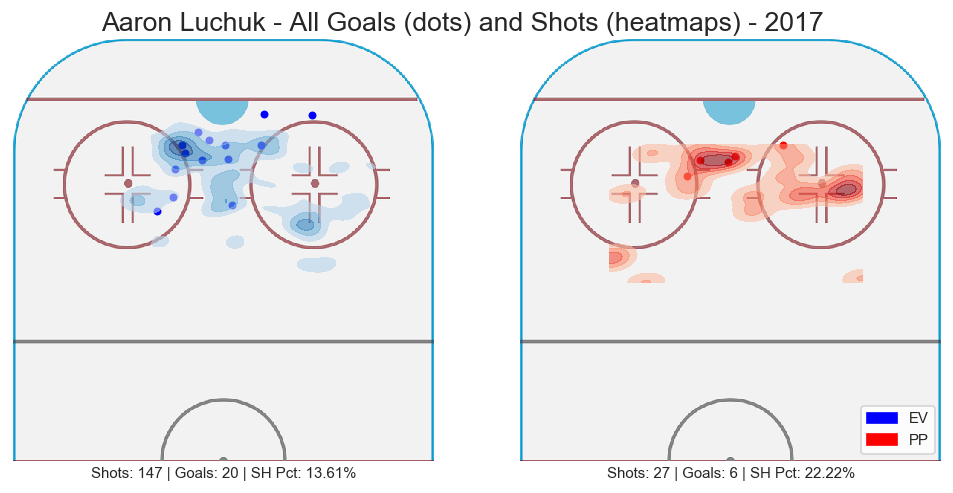 Aaron Luchuk - All Goals (dots) and Shots (heatmaps) - 2017
EV
PP
Shots: 147 | Goals: 20 | SH Pct: 13.61%
Shots: 27 | Goals: 6 | SH Pct: 22.22%